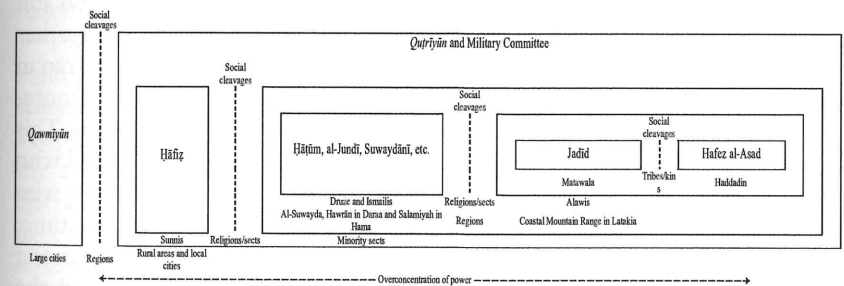 Social
cleavages
Qutrīyūn and Military Committee
Social
cleavages
Social
cleavages
Social
cleavages
Qawmīyūn
Ḥāfiẓ
Ḥāṭūm, al-Jundī, Suwaydānī, etc.
Jadīd
Hafez al-Asad
Matawala
Tribes/kin
s
Haddadin
Druze and Ismailis
Religions/sects
Alawis
Al-Suwayda, Hawrān in Daraa and Salamiyah in
Hama
Regions
Coastal Mountain Range in Latakia
Sunnis
Religions/sects
Minority sects
Large cities
Regions
Rural areas and local
cities
Overconcentration of power